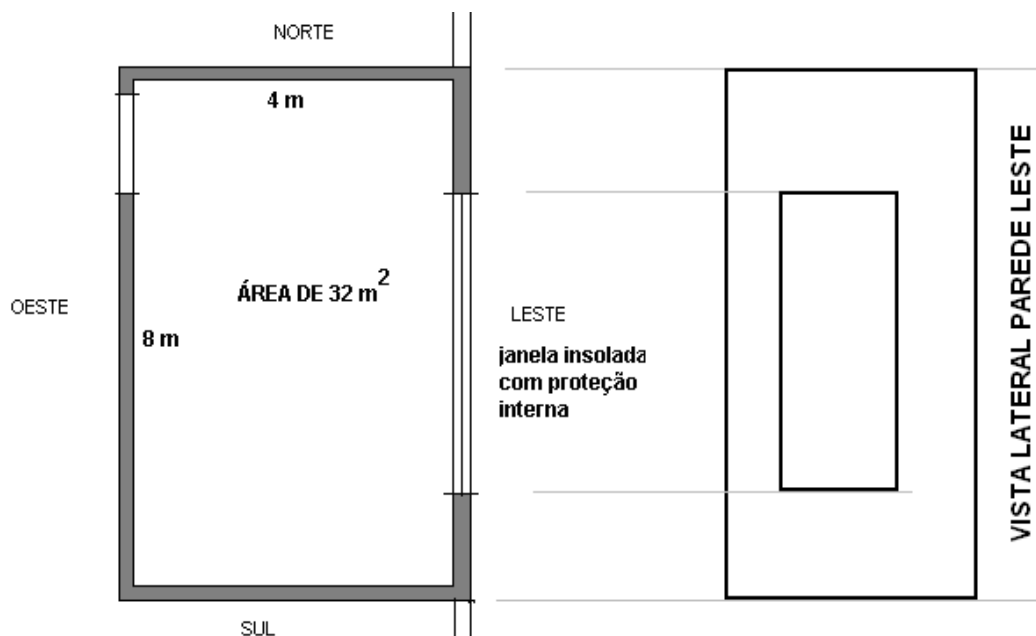 NORTE
4 m
ÁREA DE 32 m²
OESTE
8 m
LESTE
janela insolada
com proteção
interna
SUL
VISTA LATERAL PAREDE LESTE